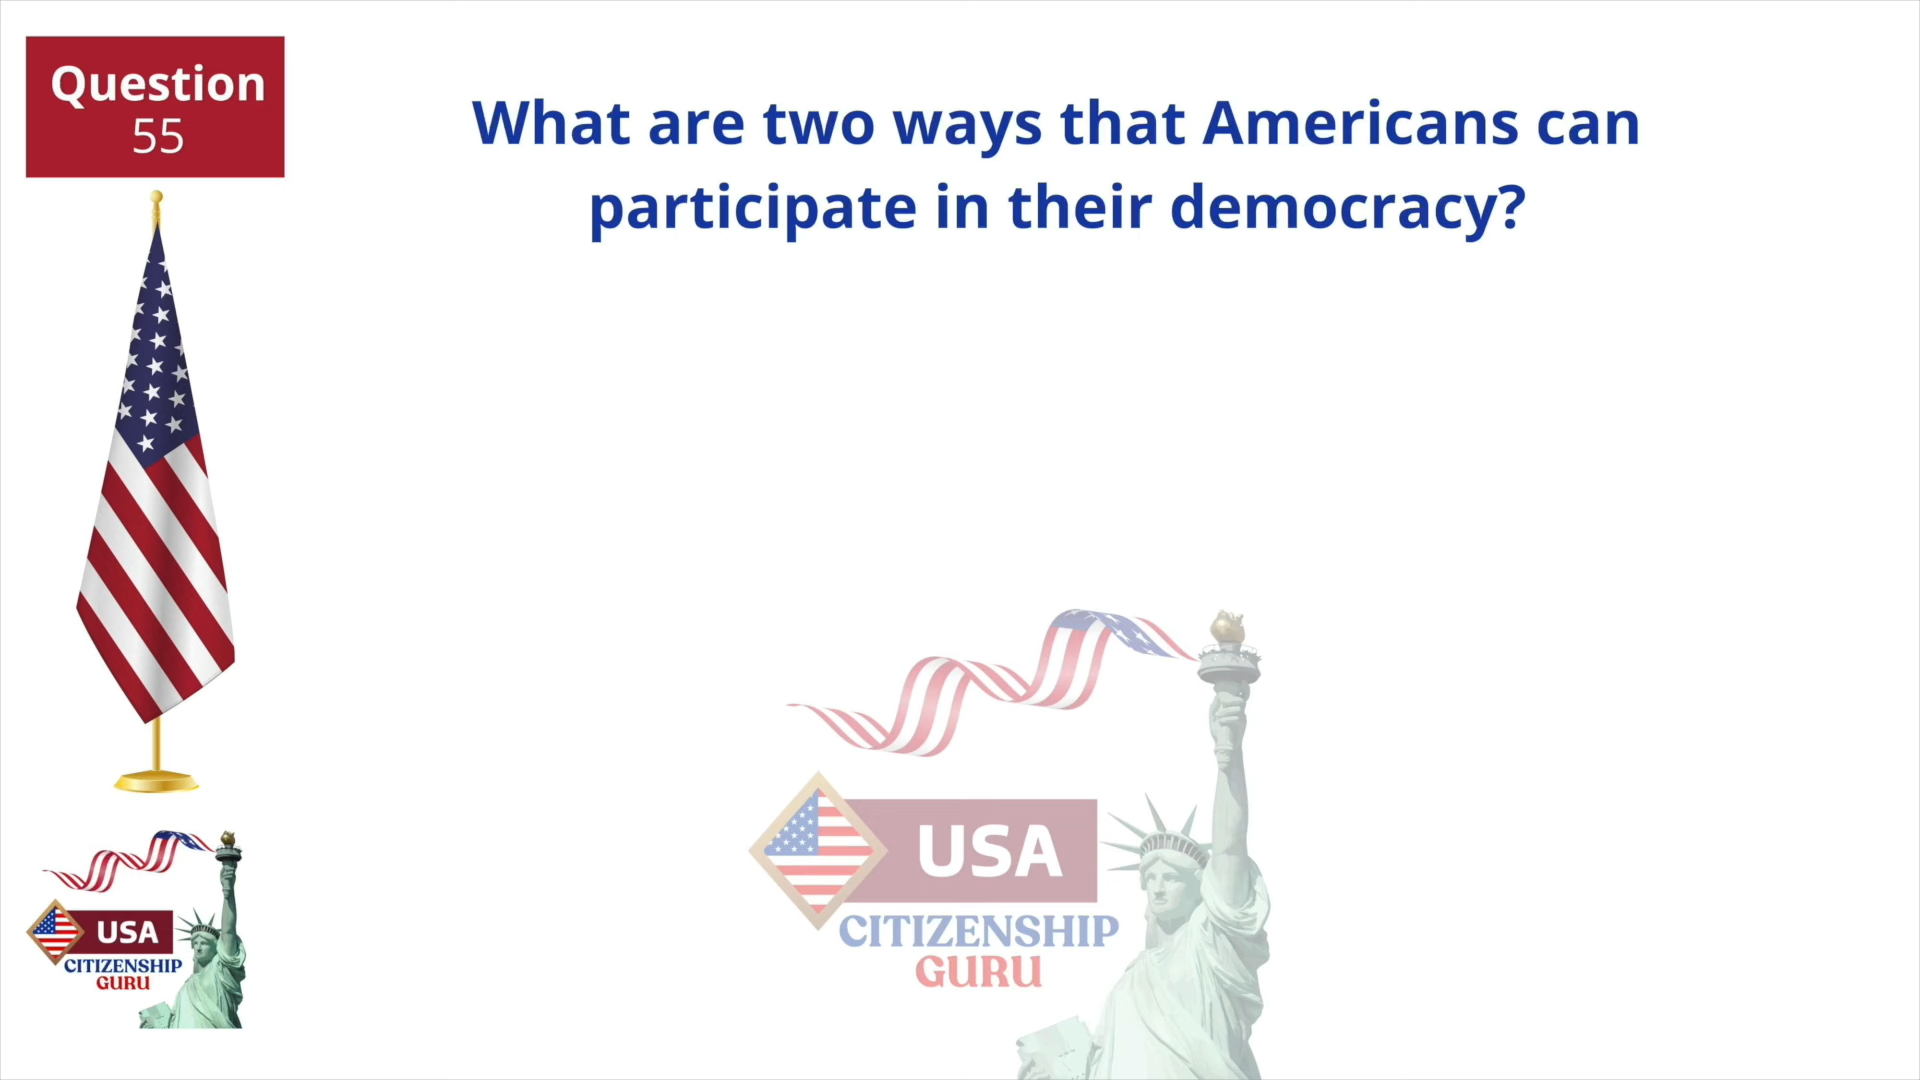 Question
55
What are two ways that Americans can
participate in their democracy?
USA
CITIZENSHIP
GURU
USA
CITIZENSHIP
GURU